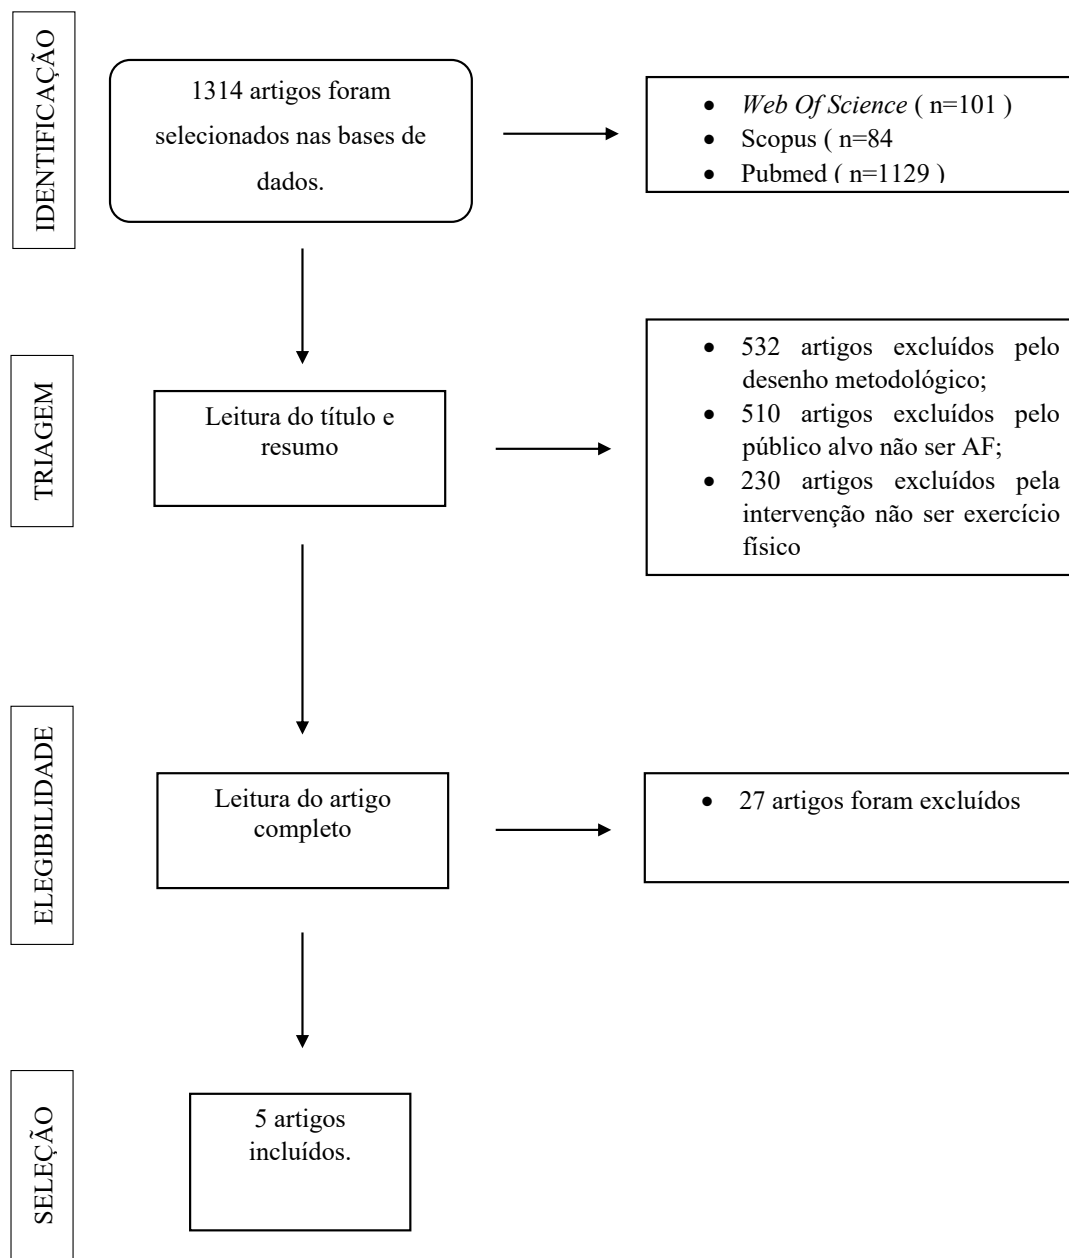 IDENTIFICAÇÃO
1314 artigos foram
selecionados nas bases de
dados.
• Web Of Science ( n=101 )
• Scopus ( n=84
• Pubmed ( n=1129 )
TRIAGEM
Leitura do título e
resumo
• 532 artigos excluídos pelo
desenho metodológico;
• 510 artigos excluídos pelo
público alvo não ser AF;
• 230 artigos excluídos pela
intervenção não ser exercício
físico
ELEGIBILIDADE
Leitura do artigo
completo
• 27 artigos foram excluídos
SELEÇÃO
5 artigos
incluídos.